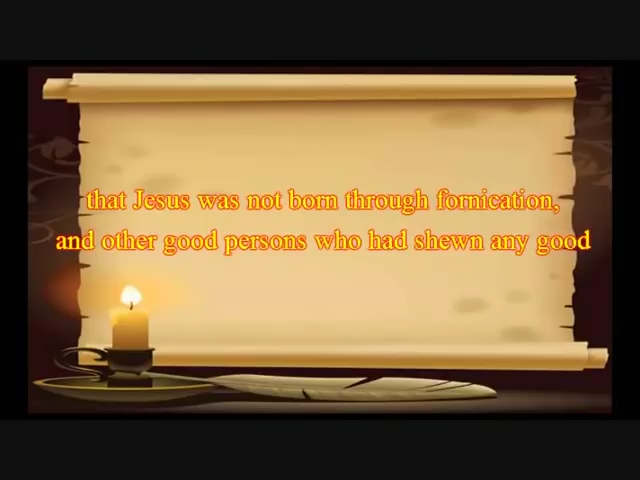 that Jesus was not born through fornication,
and other good persons who had shewn any good